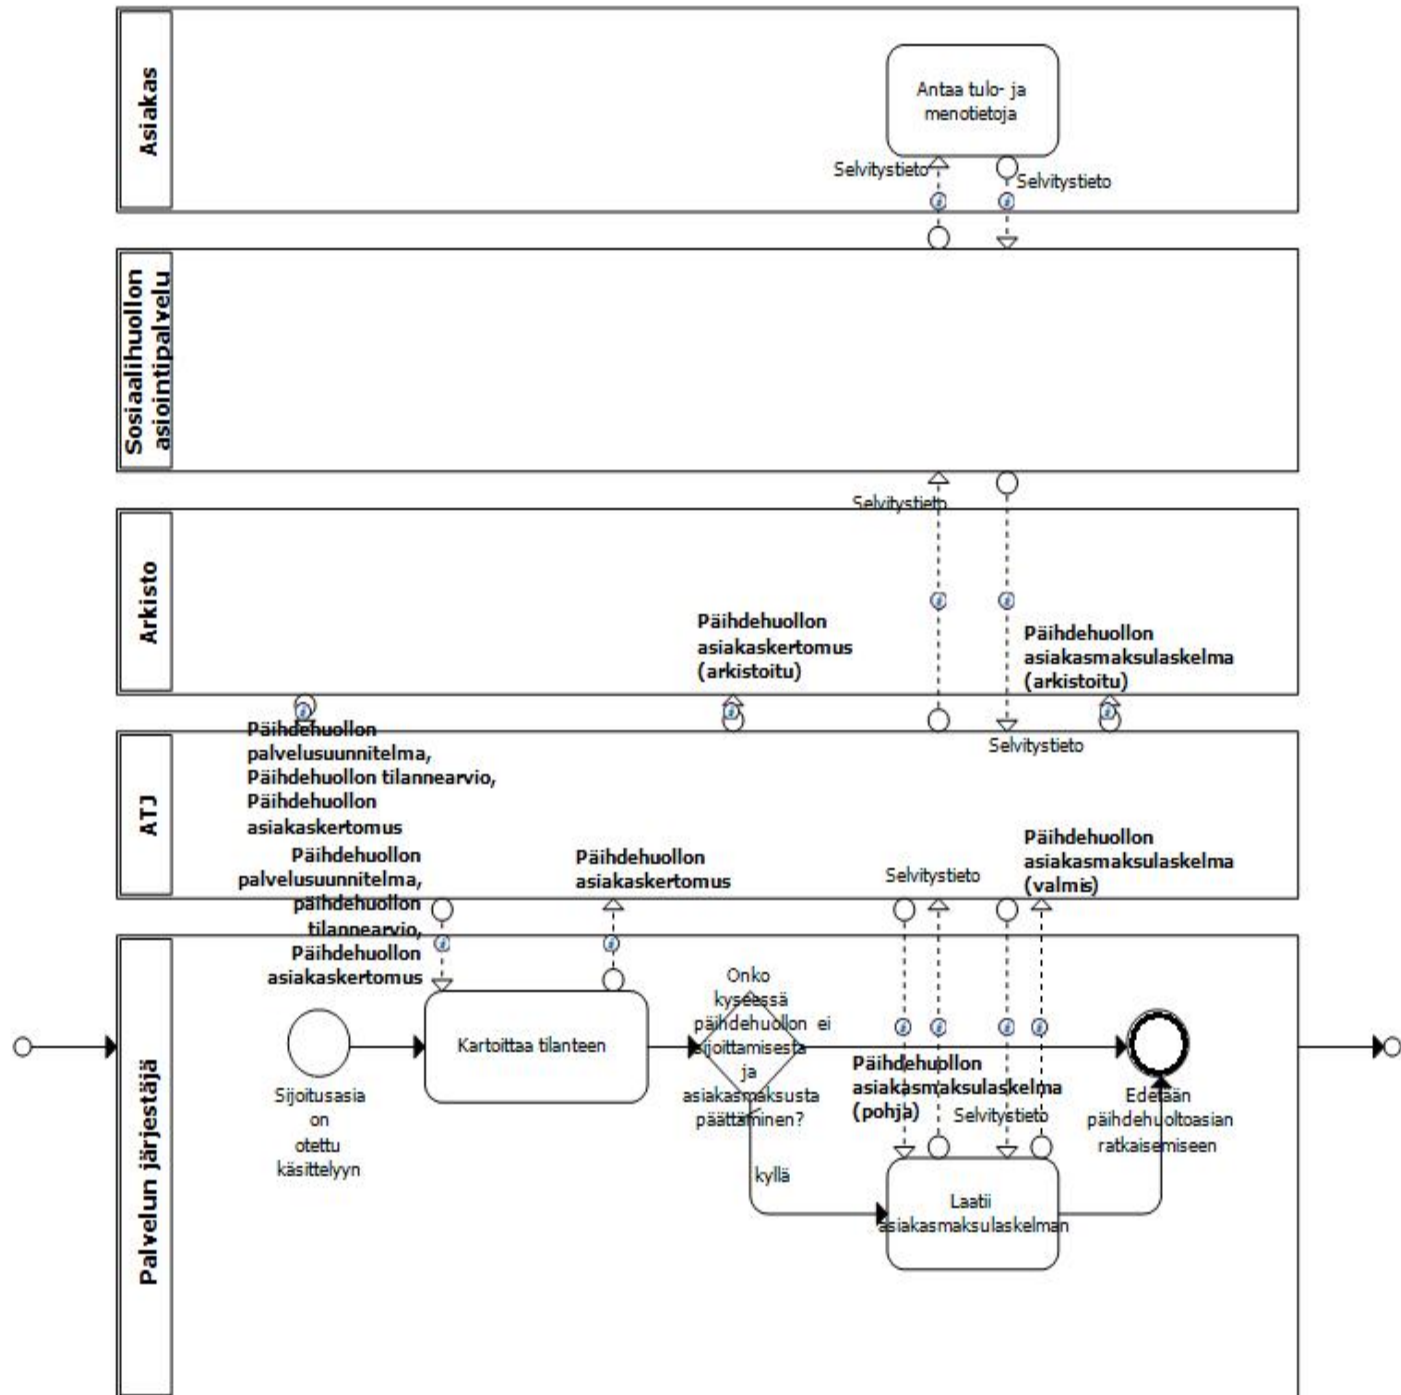 Asiakas
Antaa tulo- ja
menotietoja
Selvitystieto
Selvitystieto
Sosiaalihuollon
asiointipalvelu
Selvitystieto
Arkisto
Päihdehuollon
asiakaskertomus
(arkistoitu)
Päihdehuollon
asiakasmaksulaskelma
(arkistoitu)
ATJ
Päihdehuollon
palvelusuunnitelma,
Päihdehuollon tilannearvio,
Päihdehuollon
asiakaskertomus
Selvitystieto
Päihdehuollon
palvelusuunnitelma,
päihdehuollon
tilannearvio,
Päihdehuollon
asiakaskertomus
Päihdehuollon
asiakaskertomus
Selvitystieto
Päihdehuollon
asiakasmaksulaskelma
(valmis)
Palvelun järjestäjä
Sijoitusasia
on
otettu
käsittelyyn
Kartoittaa tilanteen
Onko
kyseessä
päihdehuollon
sijoittamisesta
ja
asiakasmaksusta
päättäminen?
ei
kyllä
Päihdehuollon
asiakasmaksulaskelma
(pohja)
Selvitystieto
Laatii
asiakasmaksulaskelman
Edetään
päihdehuoltoasian
ratkaisemiseen